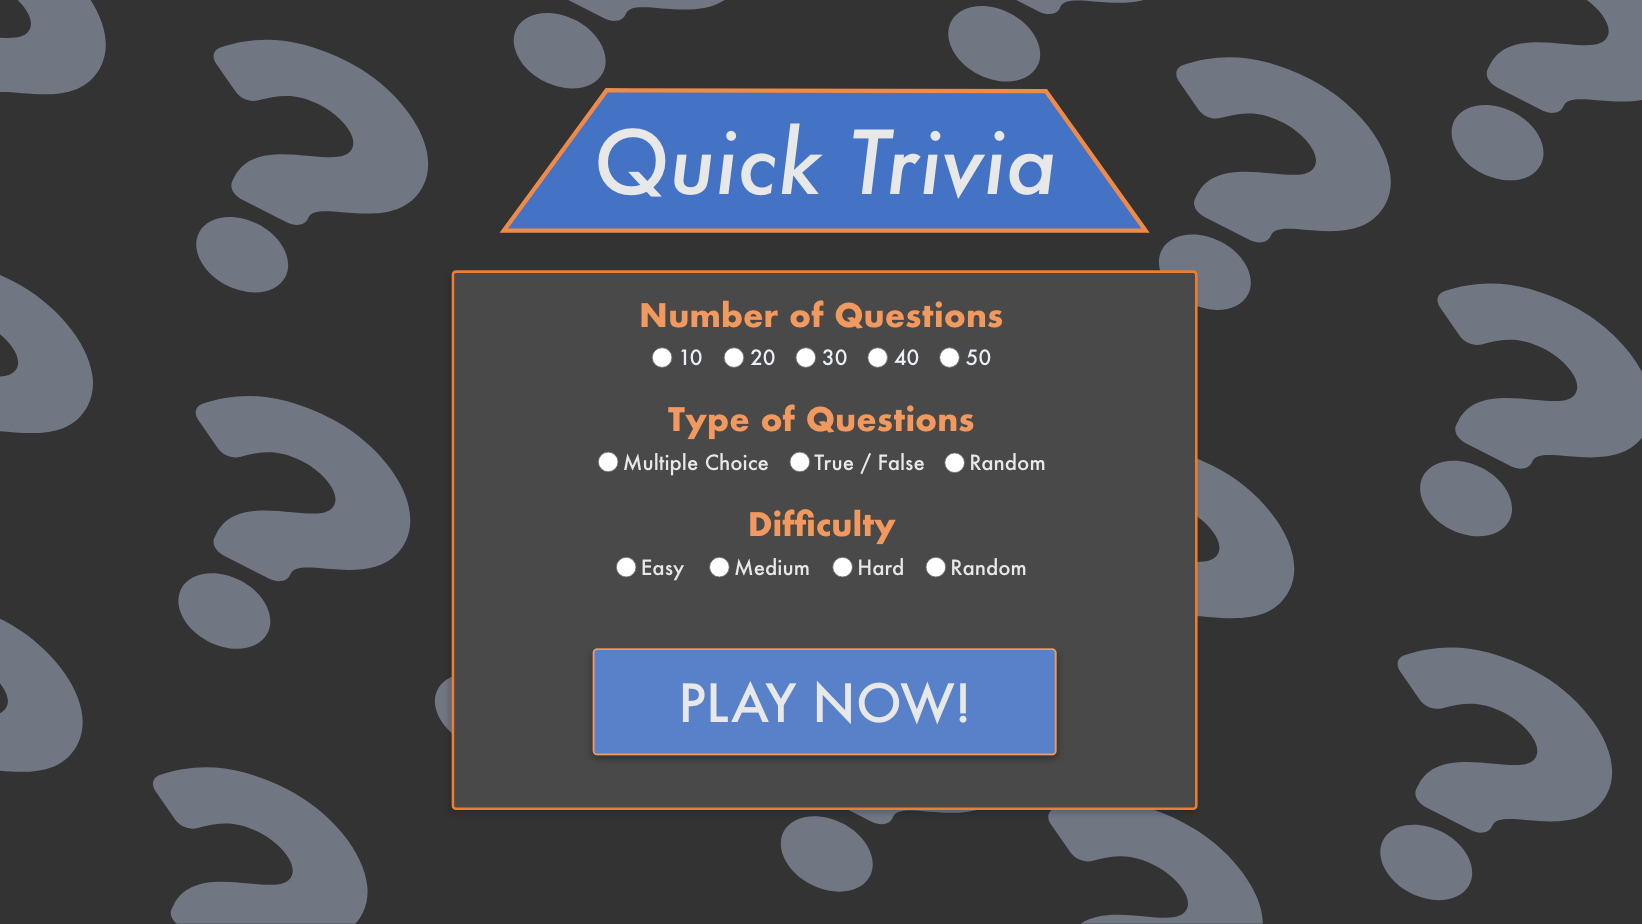 Quick Trivia
Number of Questions
10 20 30 40 50
Type of Questions
Multiple Choice True / False Random
Difficulty
Easy Medium Hard Random
PLAY NOW!